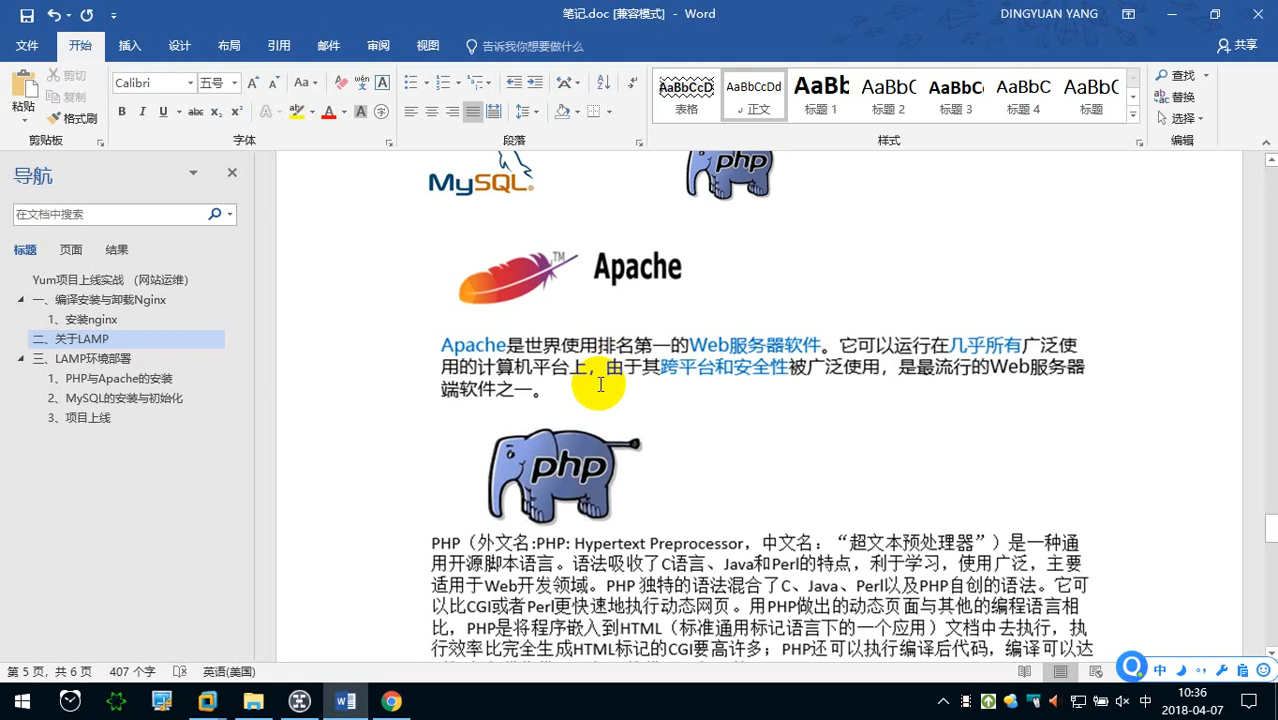 笔记.doc [兼容模式] - Word
DINGYUAN YANG
文件 开始 插入 设计 布局 引用 邮件 审阅 视图 告诉我你想要做什么
共享
粘贴
剪切
复制
格式刷
剪贴板
Calibri 五号
字体
段落
AaBbCcD 表格
AaBbCcDd 正文
AaBb 标题 1
AaBbC 标题 2
AaBbC 标题 3
AaBbC 标题 4
AaBbC 标题
样式
查找
替换
选择
编辑
导航
在文档中搜索
标题 页面 结果
Yum项目上线实战 (网站运维)
一、编译安装与卸载Nginx
1、安装nginx
二、关于LAMP
三、LAMP环境部署
1、PHP与Apache的安装
2、MySQL的安装与初始化
3、项目上线
MySQL php
TM Apache
Apache是世界使用排名第一的Web服务器软件。它可以运行在几乎所有广泛使
用的计算机平台上，由于其跨平台和安全性被广泛使用，是最流行的Web服务器
端软件之一。
php
PHP（外文名:PHP: Hypertext Preprocessor，中文名：“超文本预处理器”）是一种通
用开源脚本语言。语法吸收了C语言、Java和Perl的特点，利于学习，使用广泛，主要
适用于Web开发领域。PHP 独特的语法混合了C、Java、Perl以及PHP自创的语法。它可
以比CGI或者Perl更快速地执行动态网页。用PHP做出的动态页面与其他的编程语言相
比，PHP是将程序嵌入到HTML（标准通用标记语言下的一个应用）文档中去执行，执
行效率比完全生成HTML标记的CGI要高许多；PHP还可以执行编译后代码，编译可以达
第 5 页，共 6 页 407 个字 英语(美国)
中
中
10:36
2018-04-07